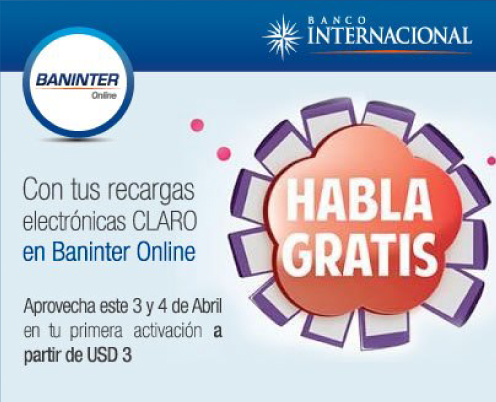 BANCO
INTERNACIONAL
BANINTER
Online
Con tus recargas
electrónicas CLARO
en Baninter Online
HABLA
GRATIS
Aprovecha este 3 y 4 de Abril
en tu primera activación a
partir de USD 3